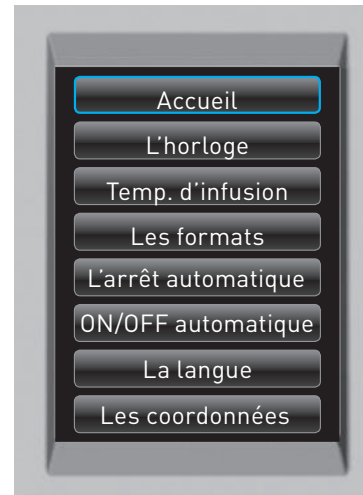 Accueil
L'horloge
Temp. d'infusion
Les formats
L'arrêt automatique
ON/OFF automatique
La langue
Les coordonnées